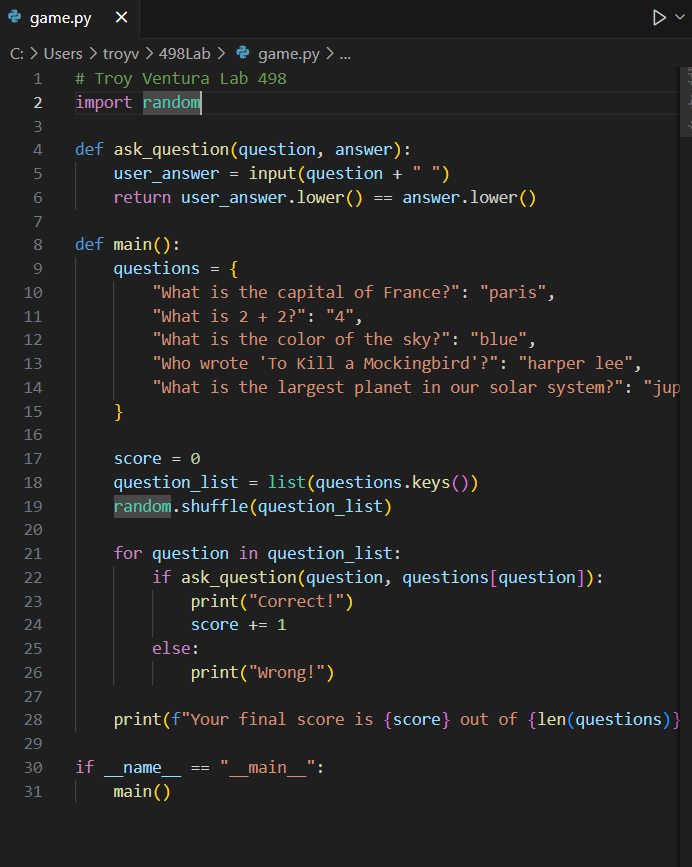 game.py
C: > Users > troyv > 498Lab > game.py > ...
1 # Troy Ventura Lab 498
2 import random
3
4 def ask_question(question, answer):
5     user_answer = input(question + " ")
6     return user_answer.lower() == answer.lower()
7
8 def main():
9     questions = {
10         "What is the capital of France?": "paris",
11         "What is 2 + 2?": "4",
12         "What is the color of the sky?": "blue",
13         "Who wrote 'To Kill a Mockingbird'?": "harper lee",
14         "What is the largest planet in our solar system?": "jup
15     }
16
17     score = 0
18     question_list = list(questions.keys())
19     random.shuffle(question_list)
20
21     for question in question_list:
22         if ask_question(question, questions[question]):
23             print("Correct!")
24             score += 1
25         else:
26             print("Wrong!")
27
28     print(f"Your final score is {score} out of {len(questions)}
29
30 if __name__ == "__main__":
31     main()